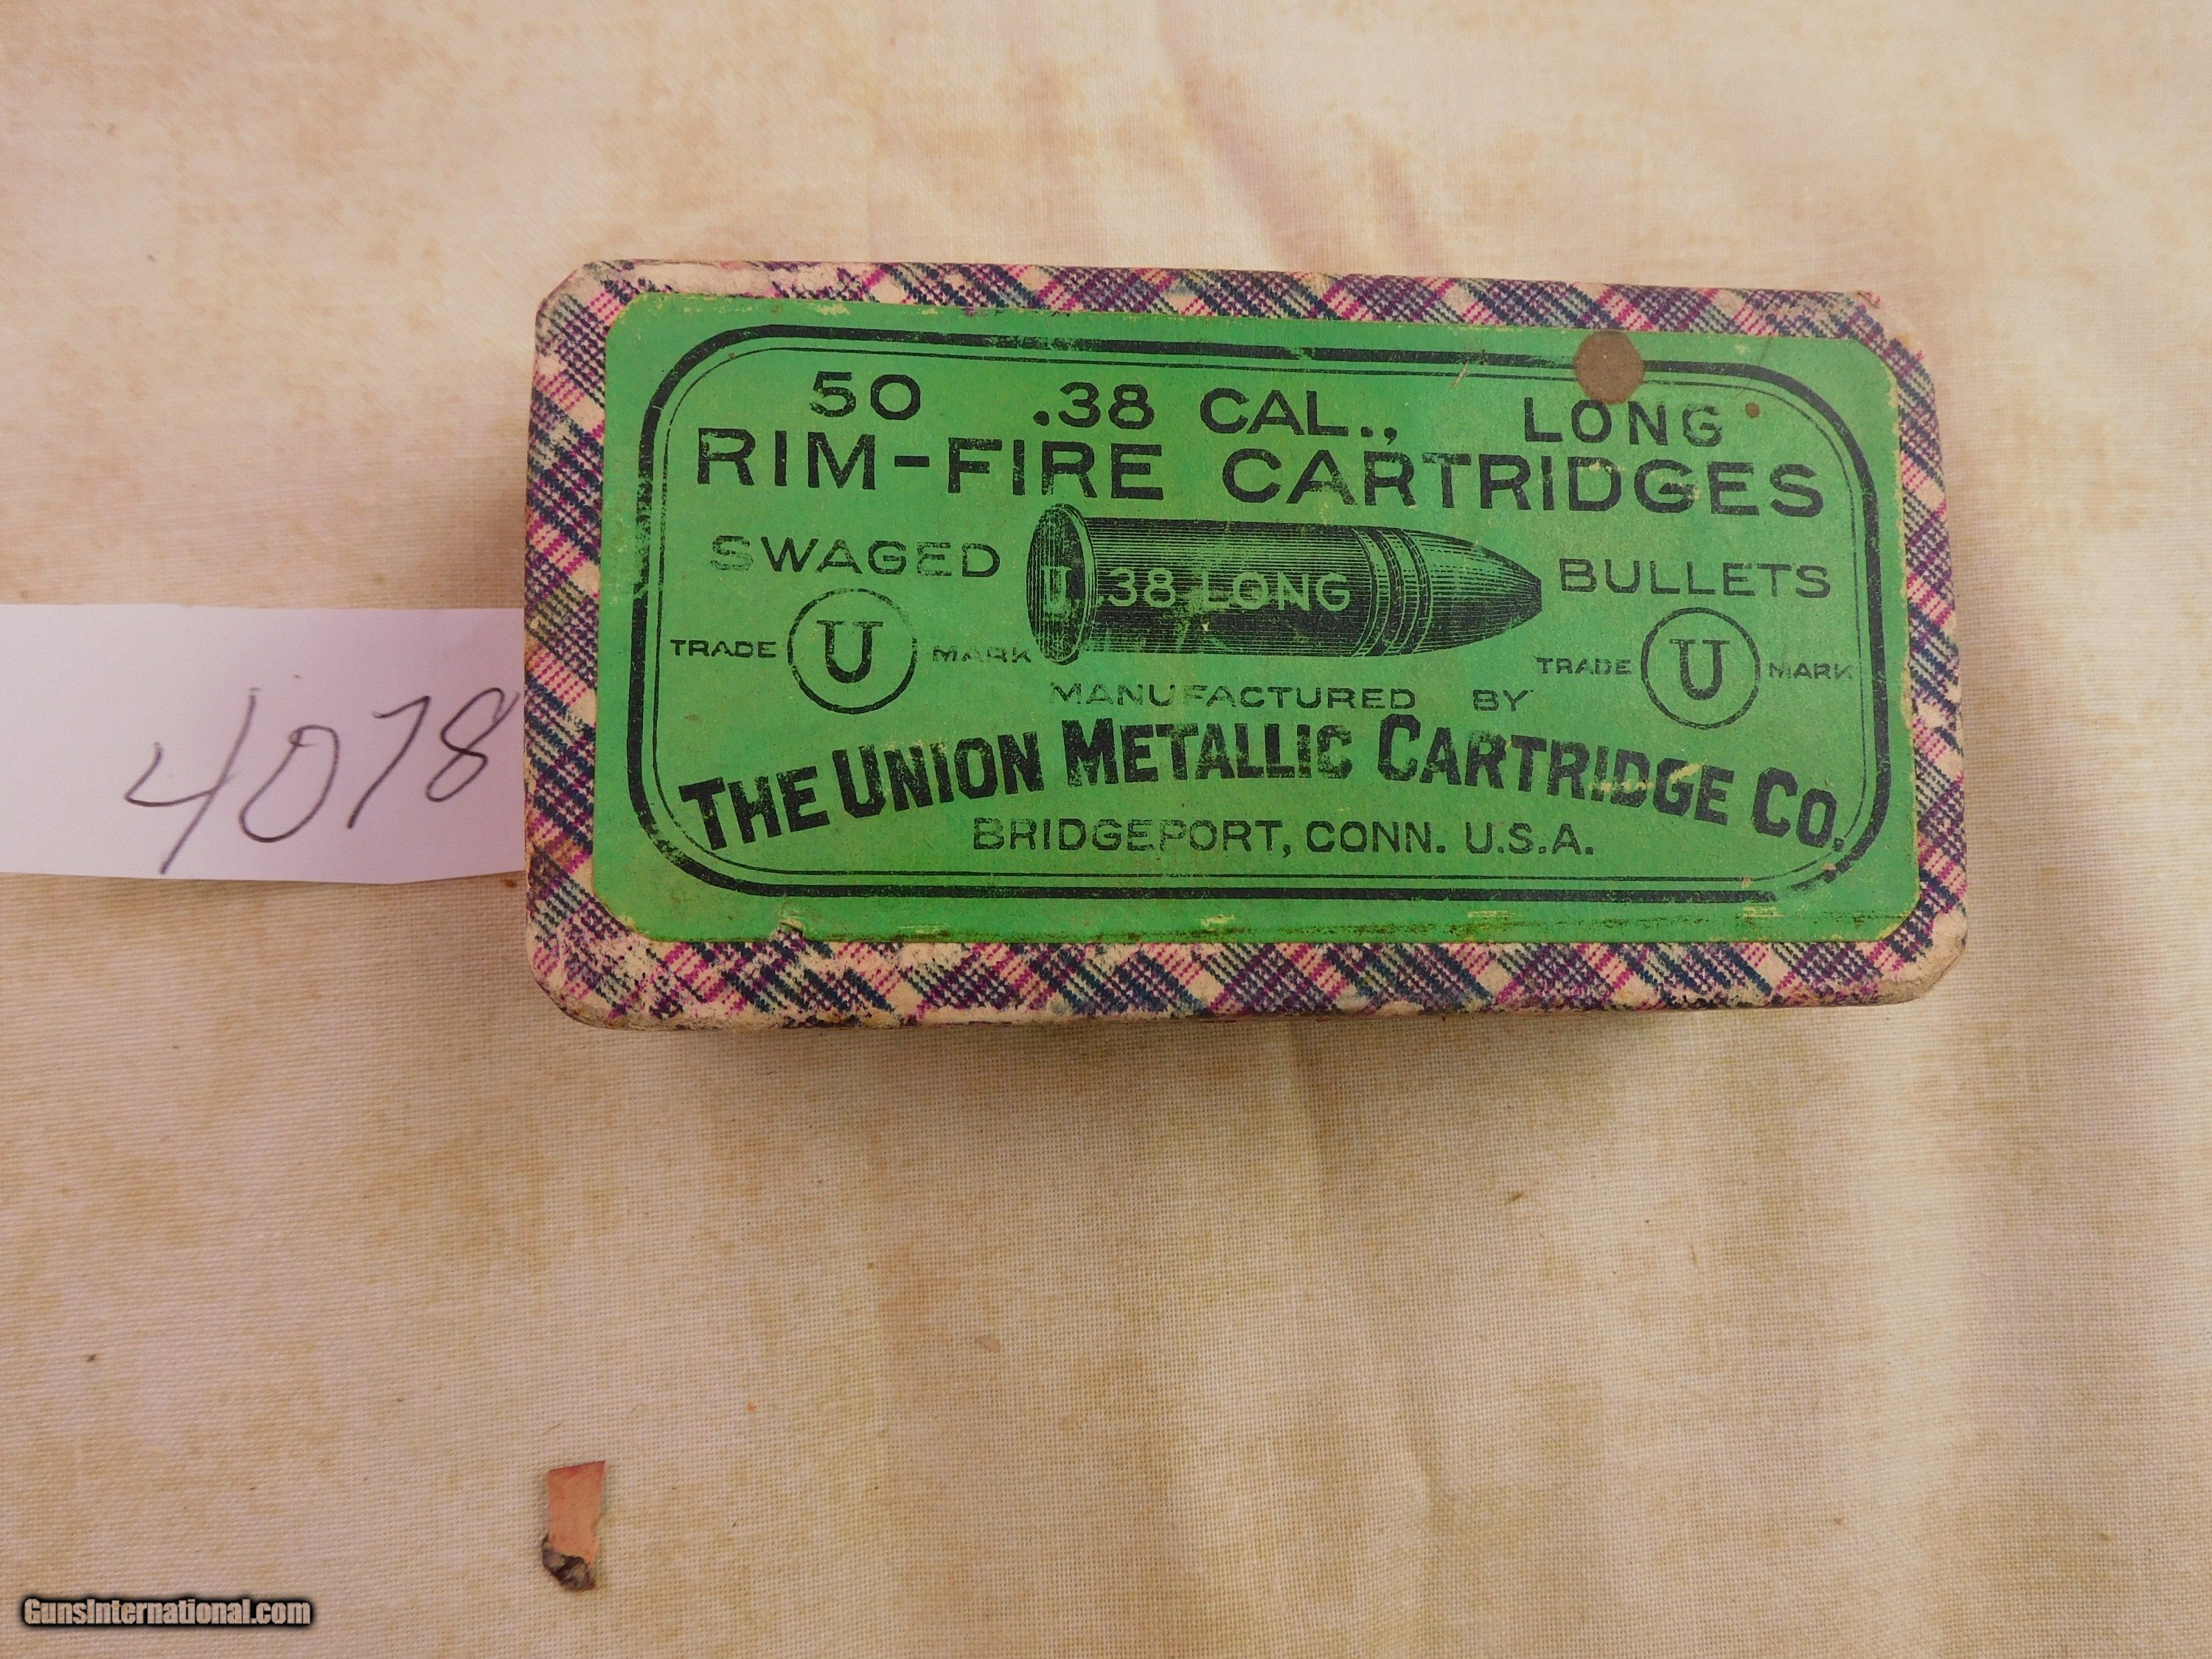 50 .38 CAL., LONG
RIM-FIRE CARTRIDGES
SWAGED U .38 LONG BULLETS
TRADE U MARK TRADE U MARK
MANUFACTURED BY
THE UNION METALLIC CARTRIDGE CO.
BRIDGEPORT, CONN. U.S.A.
4078
GunsInternational.com